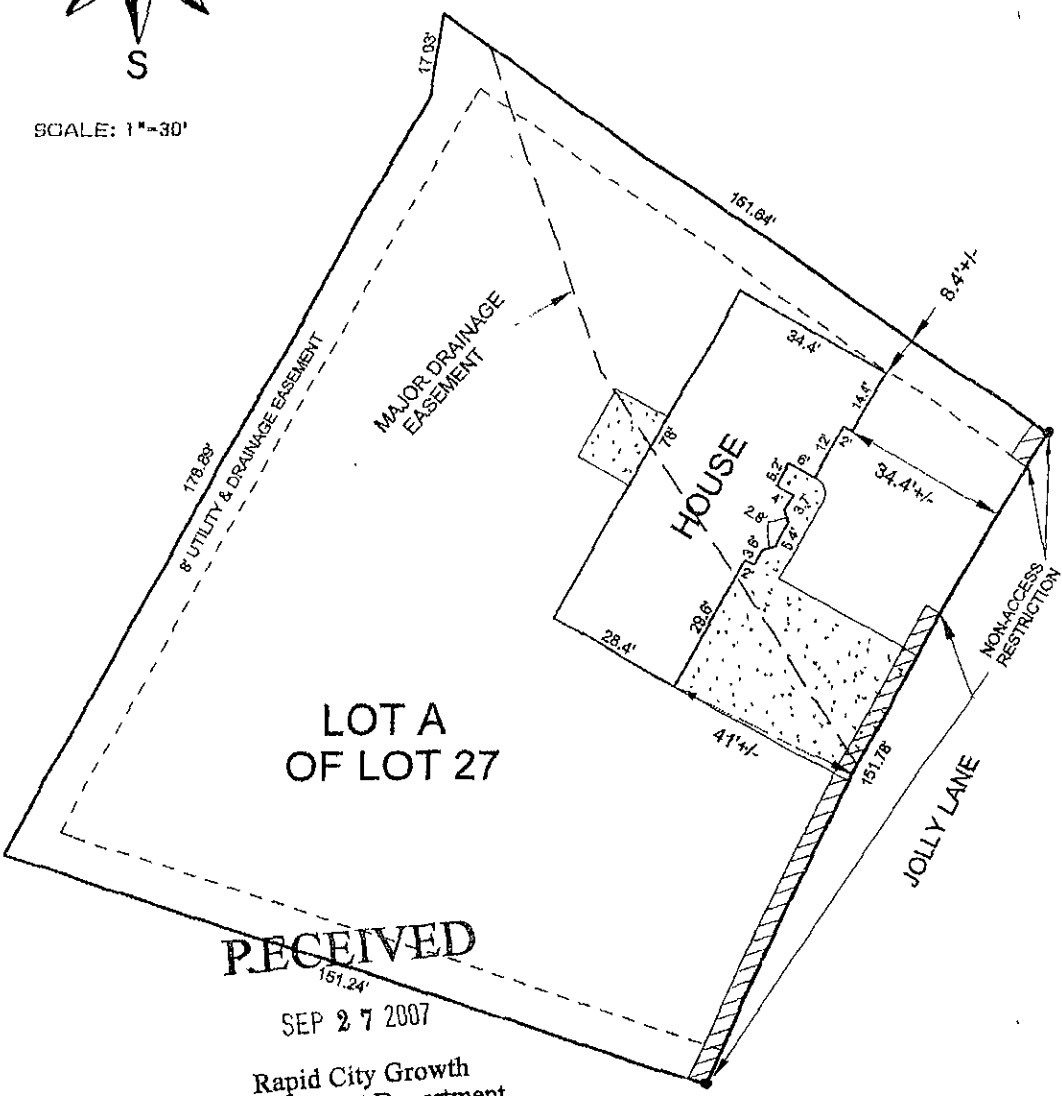 S
SCALE: 1"=30'
17 03'
161.64'
8.4'+/-
MAJOR DRAINAGE
EASEMENT
34.4'
14.4'
178.89'
8' UTILITY & DRAINAGE EASEMENT
78'
12'
2'
34.4'+/-
HOUSE
5.2'
6'
4'
3.7'
2.8'
5.4'
3.6'
2'
29.6'
28.4'
41'+/-
NON-ACCESS
RESTRICTION
151.78'
JOLLY LANE
LOT A
OF LOT 27
RECEIVED
151.24'
SEP 27 2007
Rapid City Growth